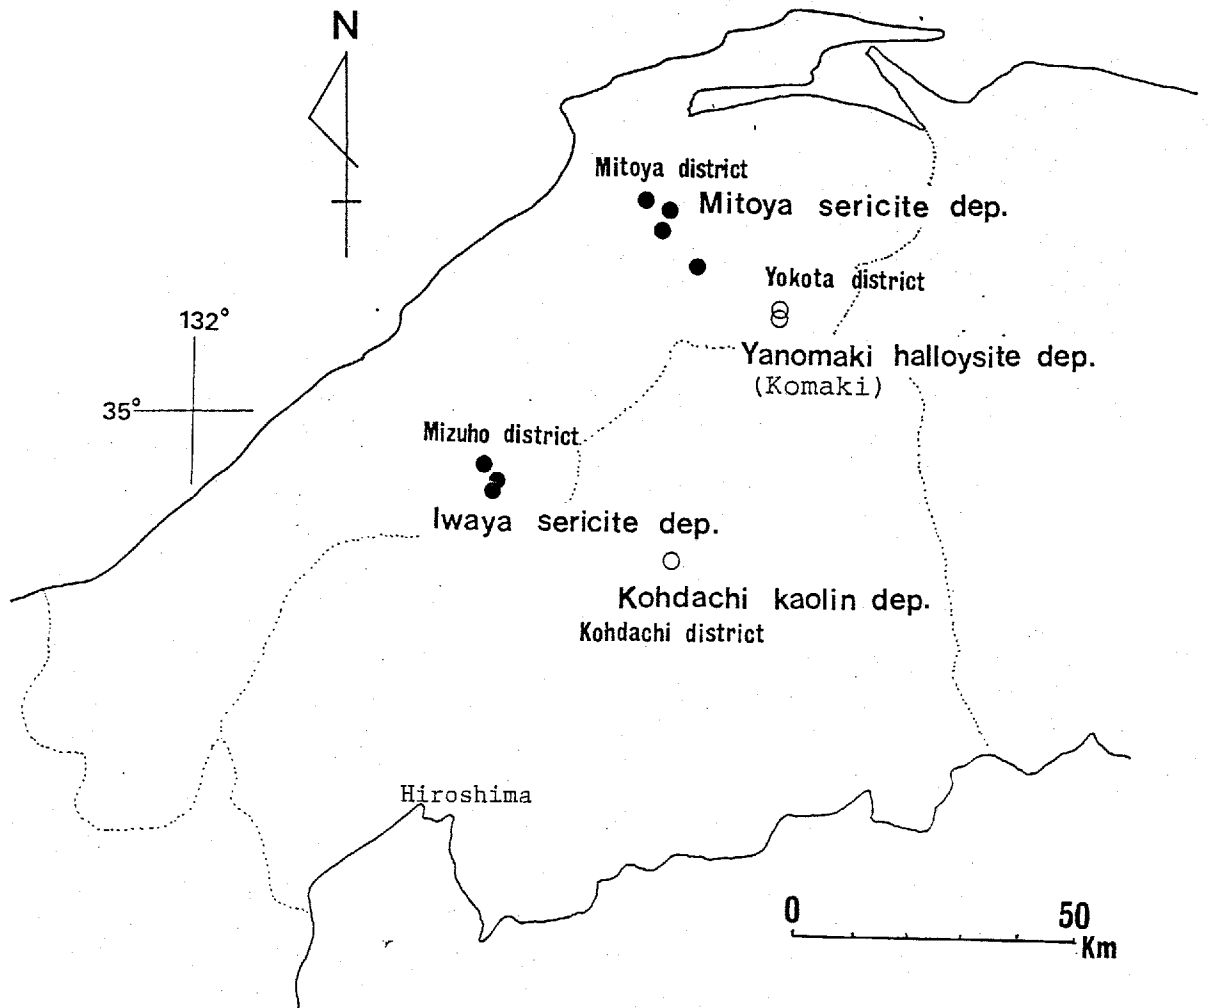 N
Mitoya district
Mitoya sericite dep.
Yokota district
132°
Yanomaki halloysite dep.
(Komaki)
35°
Mizuho district
Iwaya sericite dep.
Kohdachi kaolin dep.
Kohdachi district
Hiroshima
0 50
Km